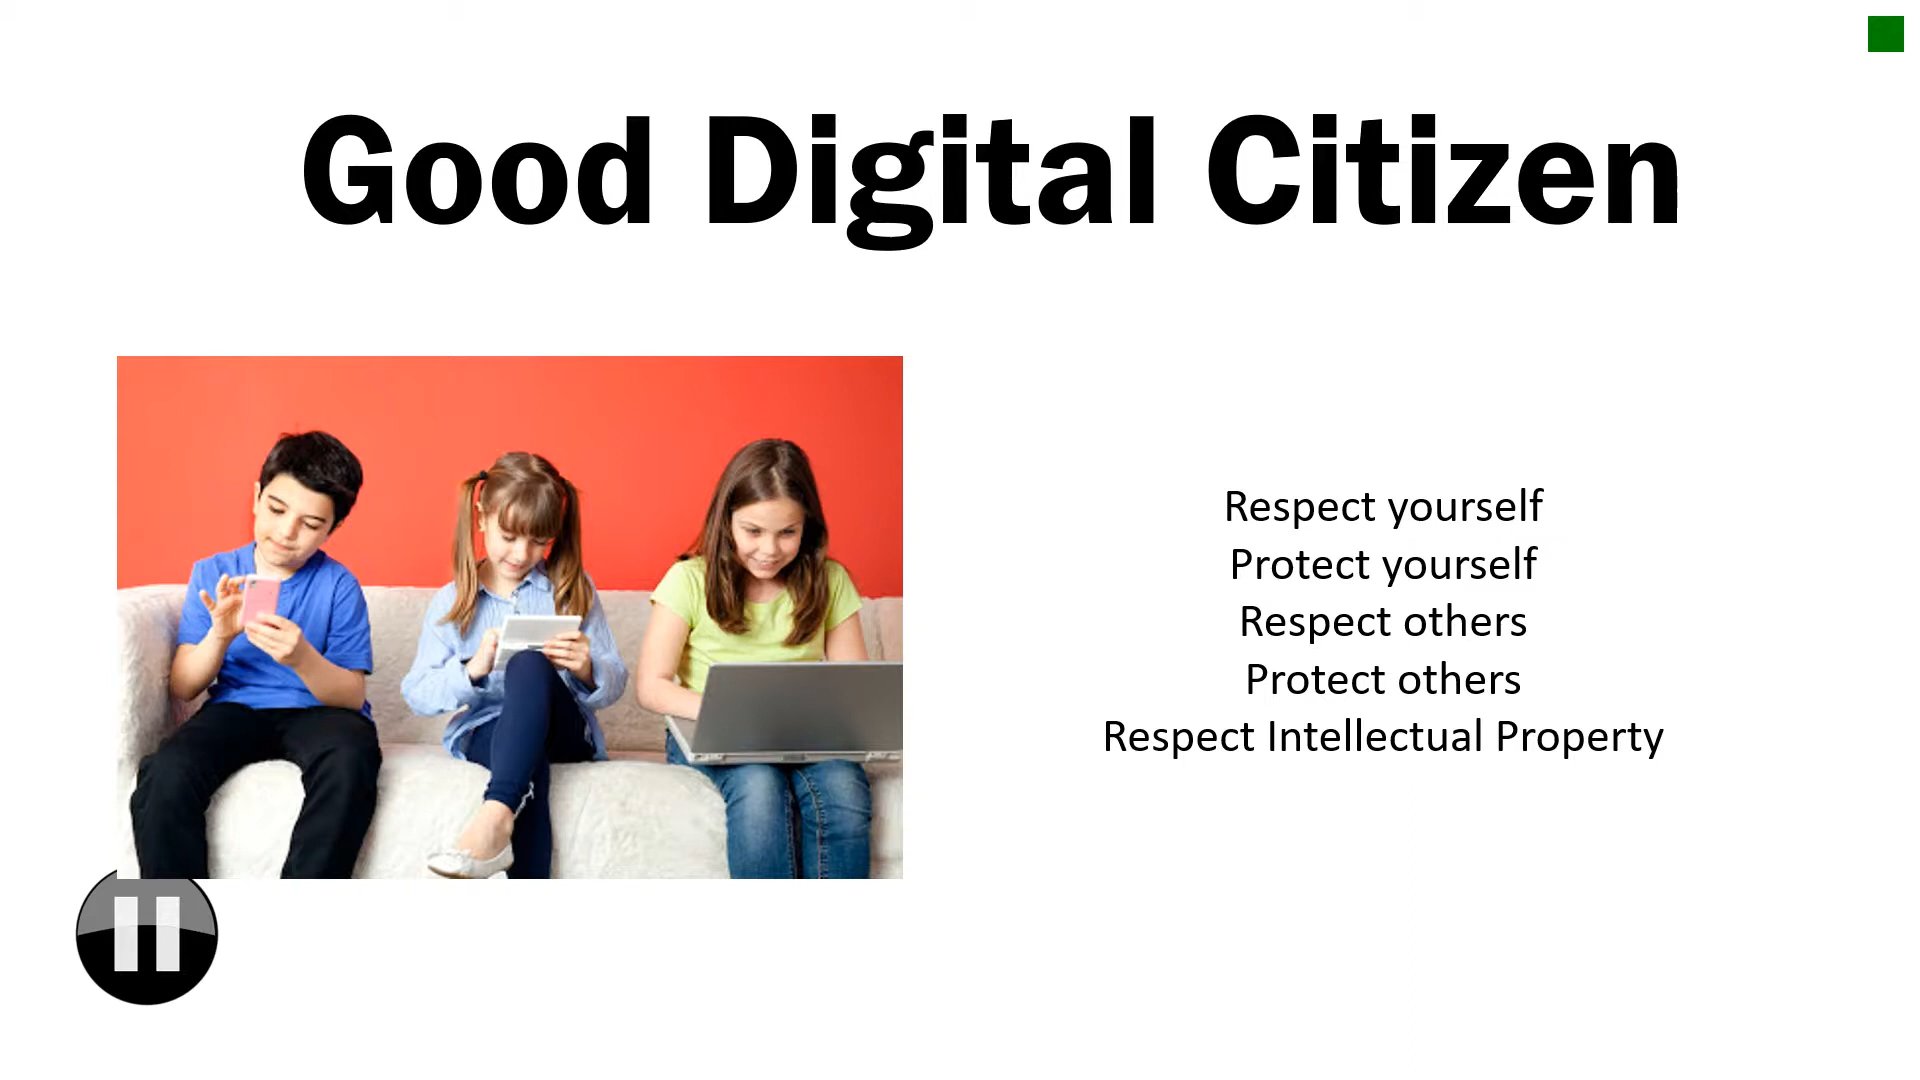 Good Digital Citizen
Respect yourself
Protect yourself
Respect others
Protect others
Respect Intellectual Property